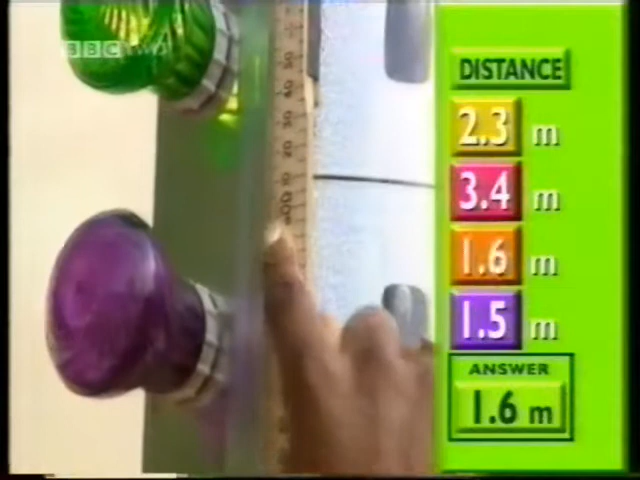 BBC TWO
DISTANCE
2.3 m
3.4 m
1.6 m
1.5 m
ANSWER
1.6 m